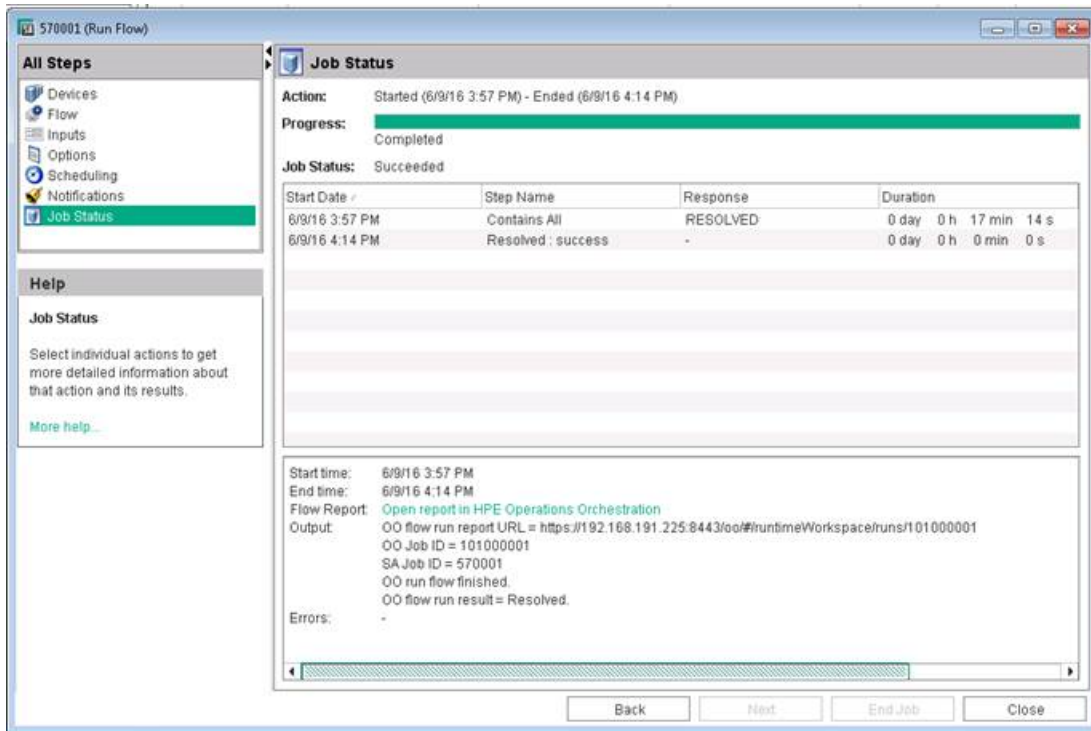 570001 (Run Flow)
All Steps
Devices
Flow
Inputs
Options
Scheduling
Notifications
Job Status
Help
Job Status
Select individual actions to get
more detailed information about
that action and its results.
More help...
Job Status
Action: Started (6/9/16 3:57 PM) - Ended (6/9/16 4:14 PM)
Progress:
Completed
Job Status: Succeeded
Start Date Step Name Response Duration
6/9/16 3:57 PM Contains All RESOLVED 0 day 0 h 17 min 14 s
6/9/16 4:14 PM Resolved : success - 0 day 0 h 0 min 0 s
Start time: 6/9/16 3:57 PM
End time: 6/9/16 4:14 PM
Flow Report: Open report in HPE Operations Orchestration
Output: OO flow run report URL = https://192.168.191.225:8443/oo/#/runtimeWorkspace/runs/101000001
OO Job ID = 101000001
SA Job ID = 570001
OO run flow finished.
OO flow run result = Resolved.
Errors: -
Back Next End Job Close